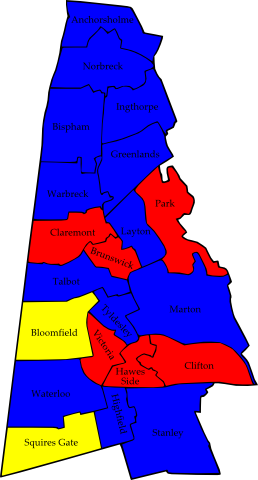 Anchorsholme
Norbreck
Ingthorpe
Bispham
Greenlands
Warbreck
Park
Claremont
Layton
Brunswick
Talbot
Tyldesley
Marton
Bloomfield
Victoria
Clifton
Hawes
Side
Waterloo
Highfield
Stanley
Squires Gate